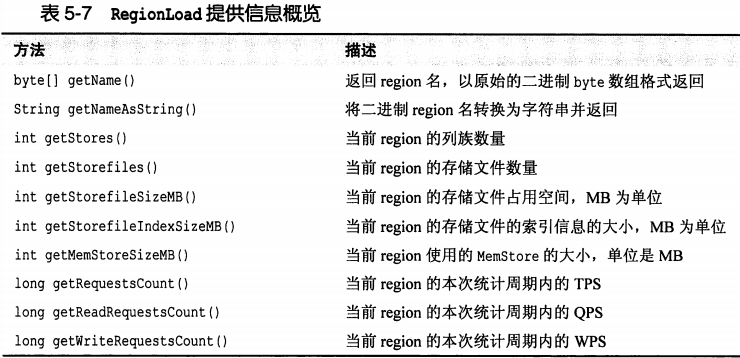 表 5-7 RegionLoad 提供信息概览
方法 描述
byte[] getName() 返回 region 名，以原始的二进制 byte 数组格式返回
String getNameAsString() 将二进制 region 名转换为字符串并返回
int getStores() 当前 region 的列族数量
int getStorefiles() 当前 region 的存储文件数量
int getStorefileSizeMB() 当前 region 的存储文件占用空间，MB 为单位
int getStorefileIndexSizeMB() 当前 region 的存储文件的索引信息的大小，MB 为单位
int getMemStoreSizeMB() 当前 region 使用的 MemStore 的大小，单位是 MB
long getRequestsCount() 当前 region 的本次统计周期内的 TPS
long getReadRequestsCount() 当前 region 的本次统计周期内的 QPS
long getWriteRequestsCount() 当前 region 的本次统计周期内的 WPS